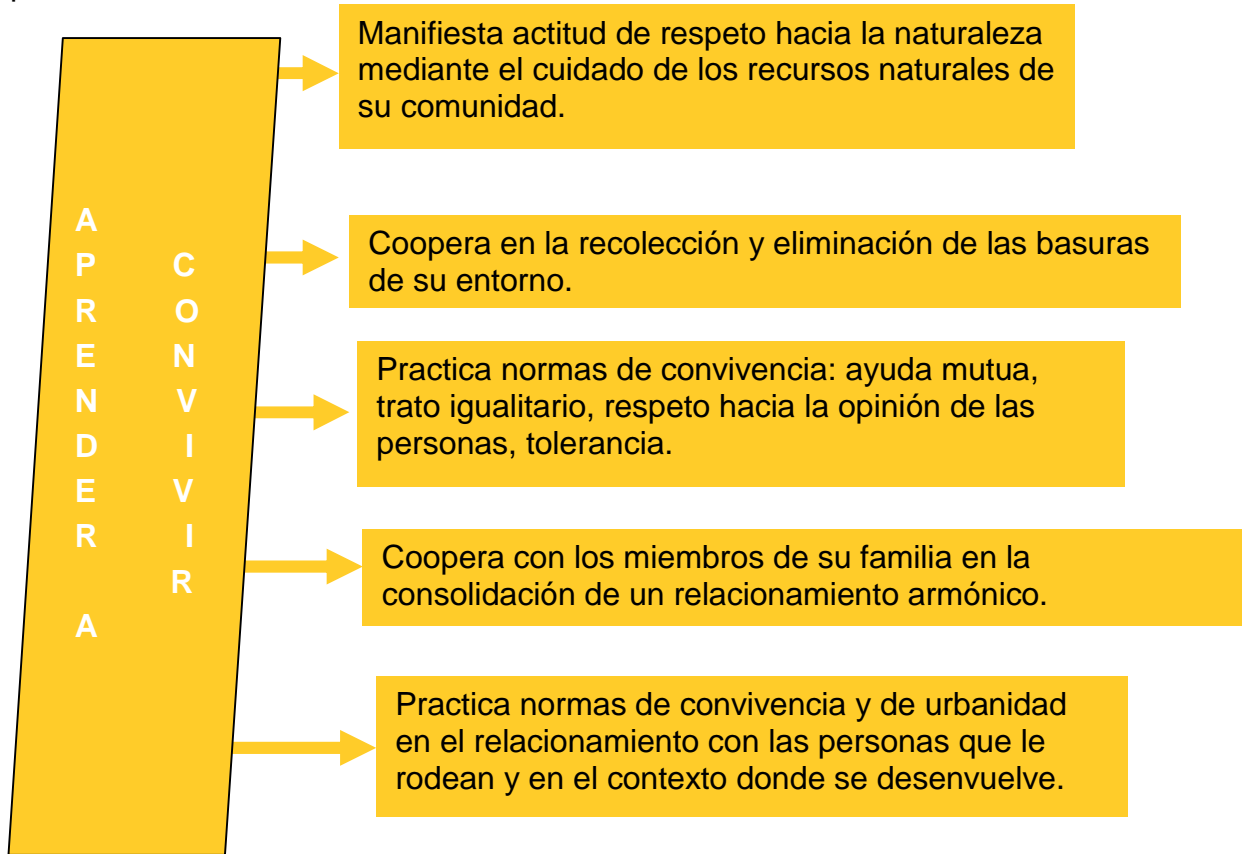 APRENDER A
CONVIVIR
Manifiesta actitud de respeto hacia la naturaleza
mediante el cuidado de los recursos naturales de
su comunidad.
Coopera en la recolección y eliminación de las basuras
de su entorno.
Practica normas de convivencia: ayuda mutua,
trato igualitario, respeto hacia la opinión de las
personas, tolerancia.
Coopera con los miembros de su familia en la
consolidación de un relacionamiento armónico.
Practica normas de convivencia y de urbanidad
en el relacionamiento con las personas que le
rodean y en el contexto donde se desenvuelve.